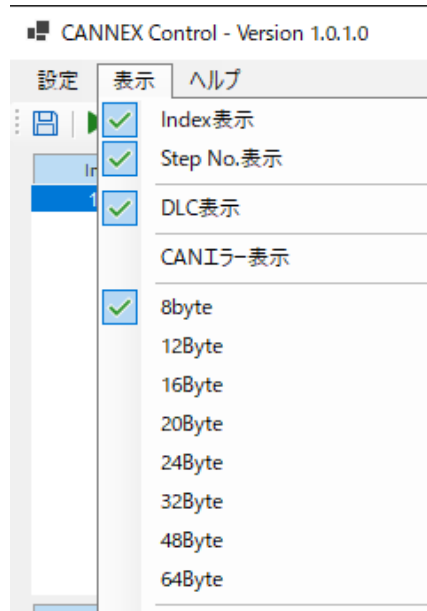 CANNEX Control - Version 1.0.1.0
設定 表示 ヘルプ
Index表示
Step No.表示
DLC表示
CANエラー表示
8byte
12Byte
16Byte
20Byte
24Byte
32Byte
48Byte
64Byte